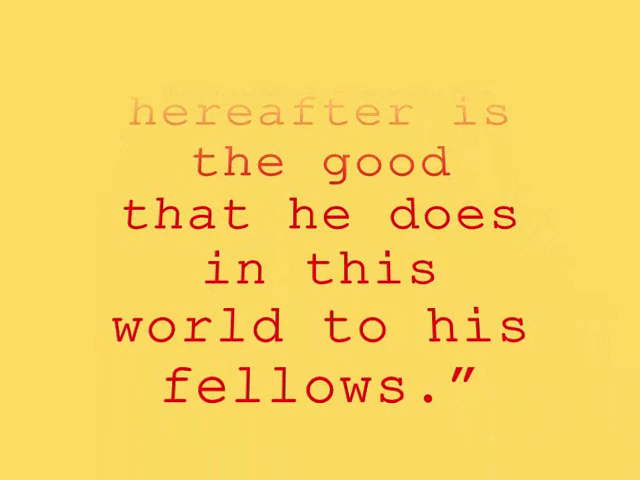 hereafter is
the good
that he does
in this
world to his
fellows.”